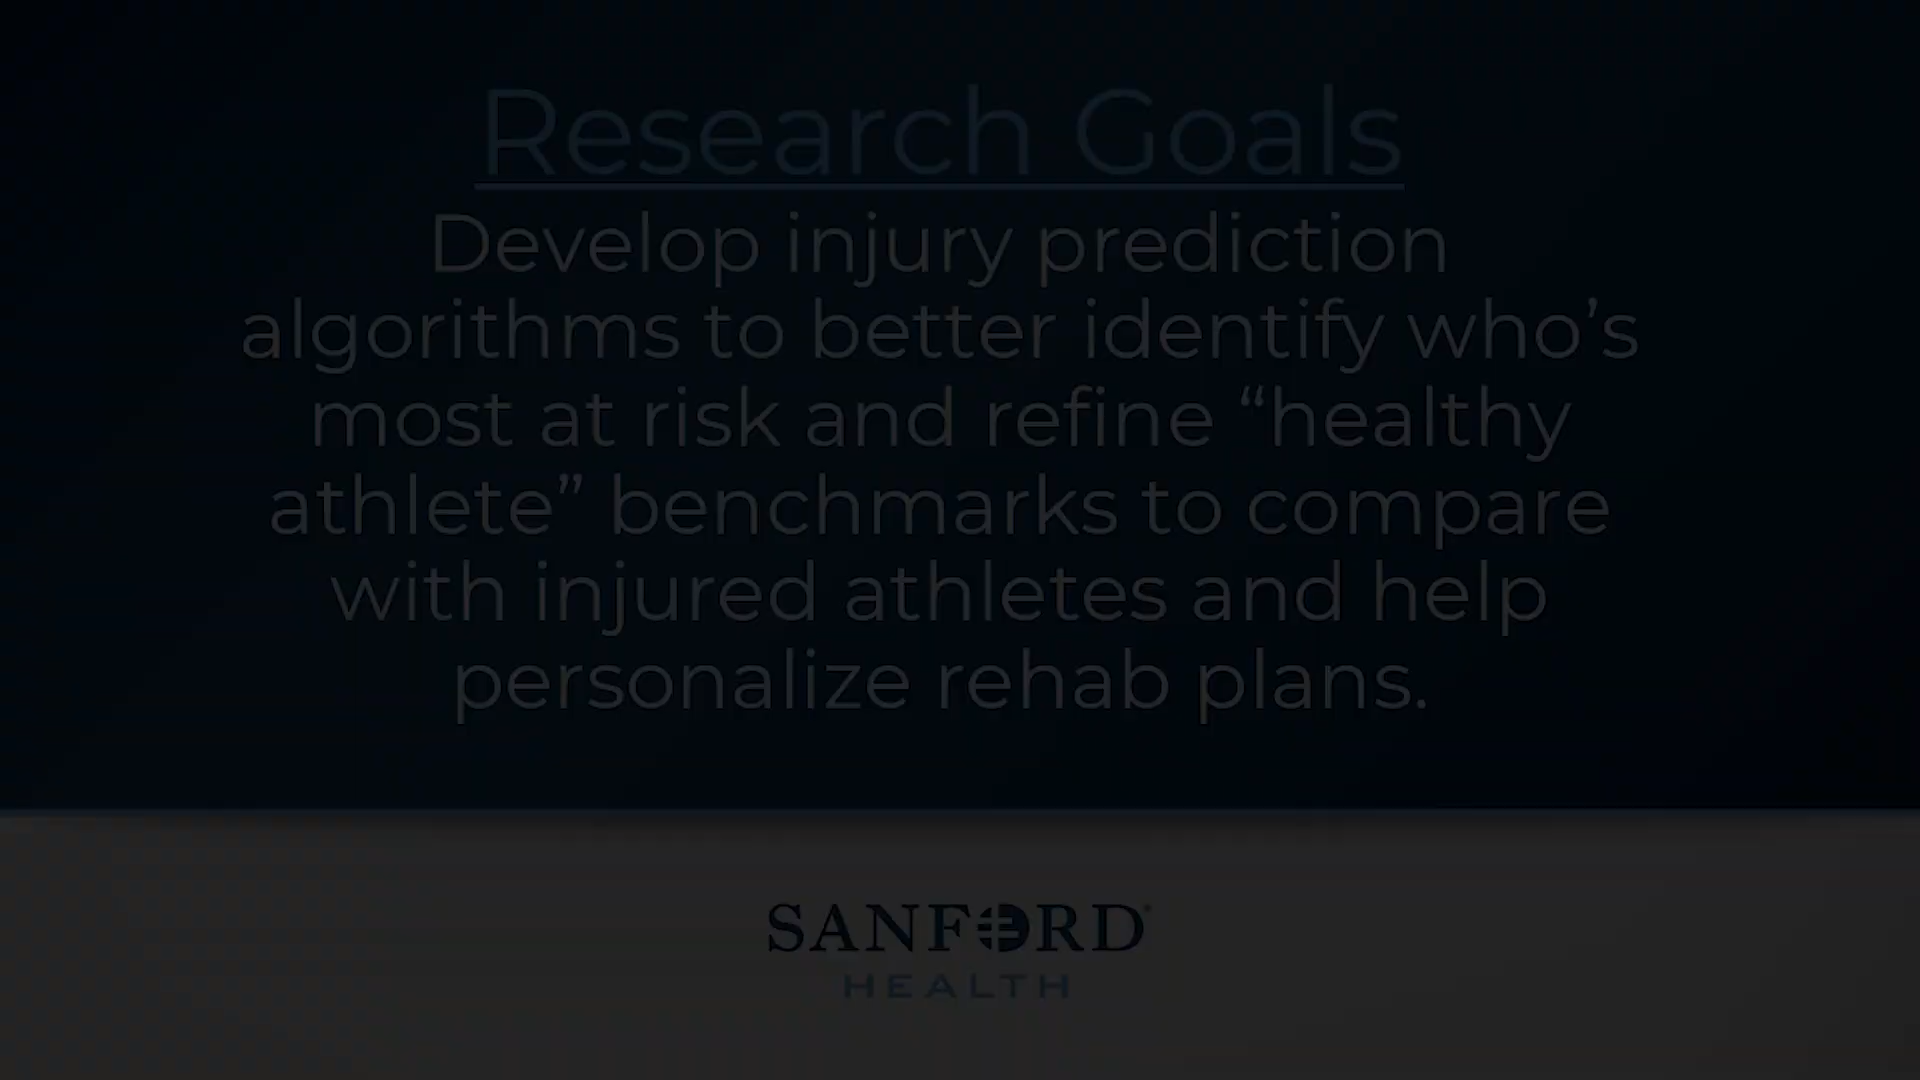 Research Goals
Develop injury prediction
algorithms to better identify who’s
most at risk and refine “healthy
athlete” benchmarks to compare
with injured athletes and help
personalize rehab plans.
SANFORD
HEALTH